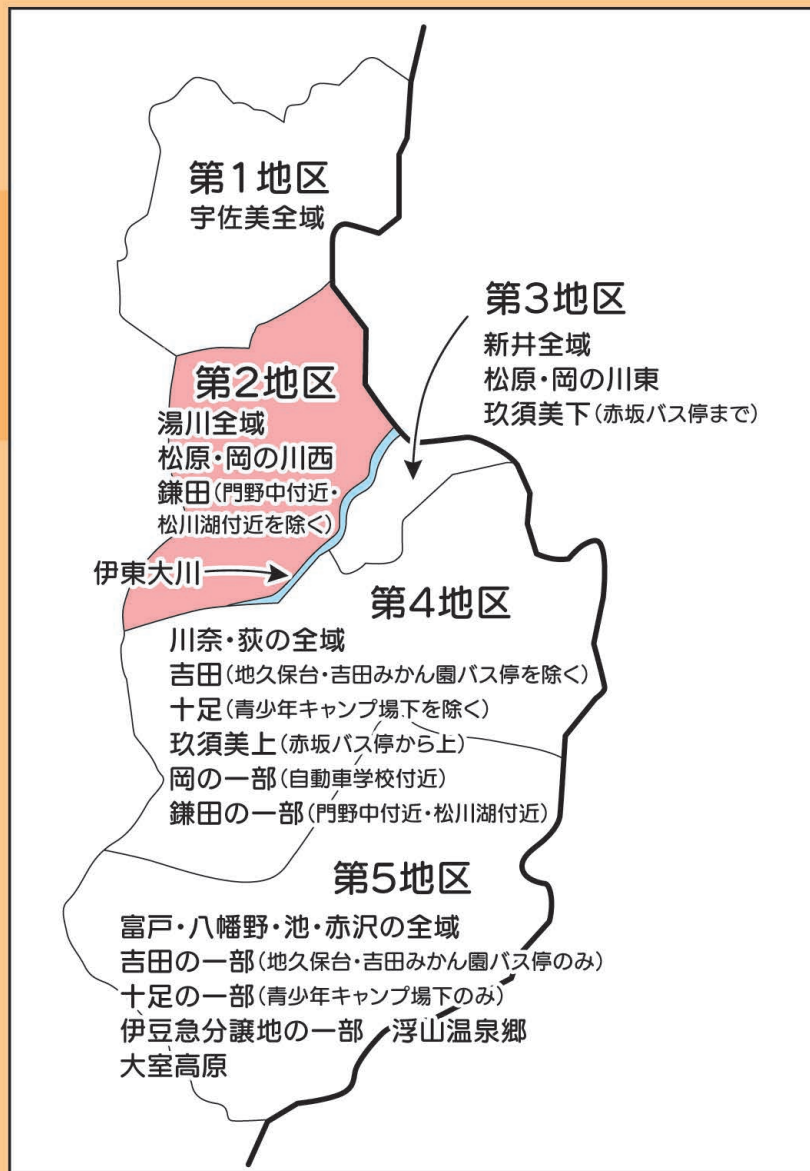 第1地区
宇佐美全域
第3地区
新井全域
松原・岡の川東
玖須美下(赤坂バス停まで)
第2地区
湯川全域
松原・岡の川西
鎌田(門野中付近・
松川湖付近を除く)
伊東大川
第4地区
川奈・荻の全域
吉田(地久保台・吉田みかん園バス停を除く)
十足(青少年キャンプ場下を除く)
玖須美上(赤坂バス停から上)
岡の一部(自動車学校付近)
鎌田の一部(門野中付近・松川湖付近)
第5地区
富戸・八幡野・池・赤沢の全域
吉田の一部(地久保台・吉田みかん園バス停のみ)
十足の一部(青少年キャンプ場下のみ)
伊豆急分譲地の一部 浮山温泉郷
大室高原